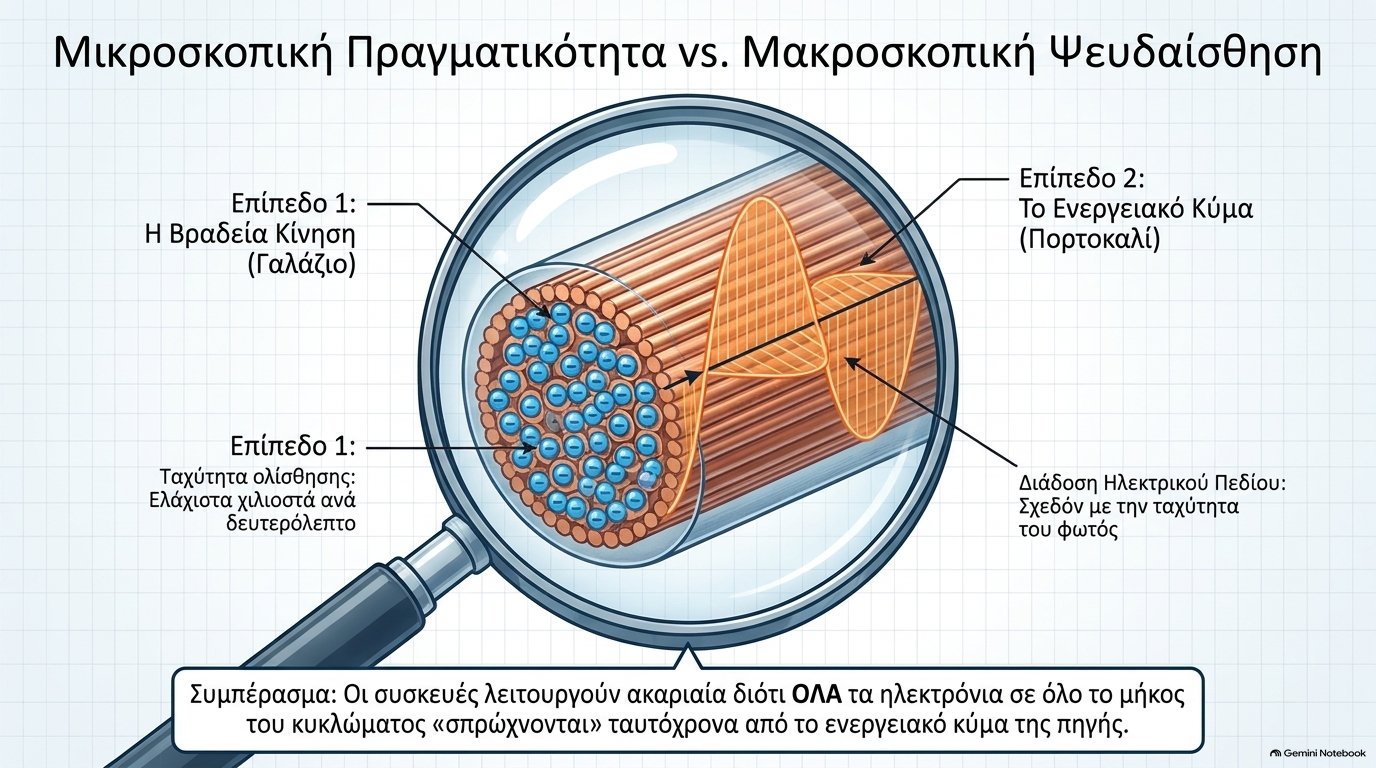 Μικροσκοπική Πραγματικότητα vs. Μακροσκοπική Ψευδαίσθηση
Επίπεδο 1:
Η Βραδεία Κίνηση
(Γαλάζιο)
Επίπεδο 2:
Το Ενεργειακό Κύμα
(Πορτοκαλί)
Επίπεδο 1:
Ταχύτητα ολίσθησης:
Ελάχιοτα χιλιοστά ανά
δευτερόλεπτο
Διάδοση Ηλεκτρικού Πεδίου:
Σχεδόν με την ταχύτητα
του φωτός
Συμπέρασμα: Οι συσκευές λειτουργούν ακαριαία διότι ΟΛΑ τα ηλεκτρόνια σε όλο το μήκος
του κυκλώματος «σπρώχνονται» ταυτόχρονα από το ενεργειακό κύμα της πηγής.
Gemini Notebook